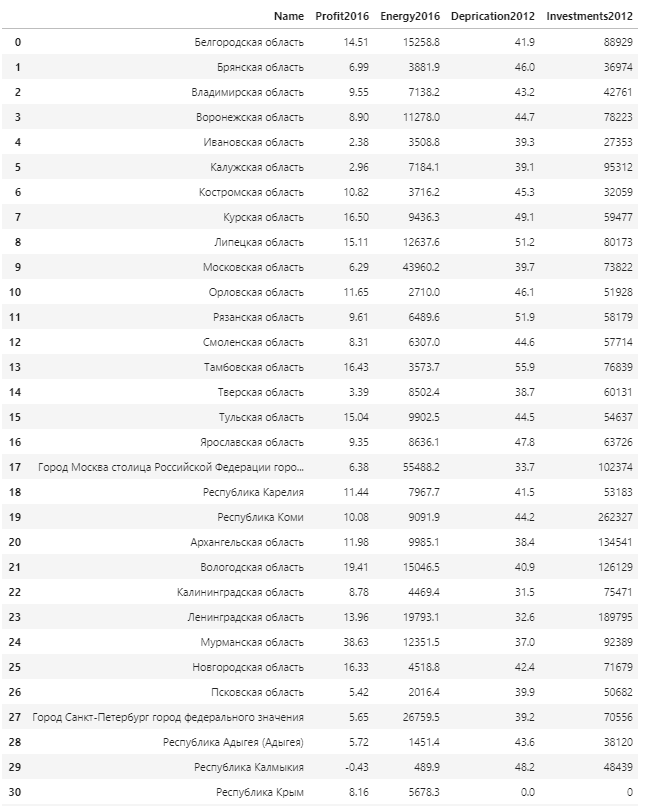 Name Profit2016 Energy2016 Deprication2012 Investments2012
0 Белгородская область 14.51 15258.8 41.9 88929
1 Брянская область 6.99 3881.9 46.0 36974
2 Владимирская область 9.55 7138.2 43.2 42761
3 Воронежская область 8.90 11278.0 44.7 78223
4 Ивановская область 2.38 3508.8 39.3 27353
5 Калужская область 2.96 7184.1 39.1 95312
6 Костромская область 10.82 3716.2 45.3 32059
7 Курская область 16.50 9436.3 49.1 59477
8 Липецкая область 15.11 12637.6 51.2 80173
9 Московская область 6.29 43960.2 39.7 73822
10 Орловская область 11.65 2710.0 46.1 51928
11 Рязанская область 9.61 6489.6 51.9 58179
12 Смоленская область 8.31 6307.0 44.6 57714
13 Тамбовская область 16.43 3573.7 55.9 76839
14 Тверская область 3.39 8502.4 38.7 60131
15 Тульская область 15.04 9902.5 44.5 54637
16 Ярославская область 9.35 8636.1 47.8 63726
17 Город Москва столица Российской Федерации горо... 6.38 55488.2 33.7 102374
18 Республика Карелия 11.44 7967.7 41.5 53183
19 Республика Коми 10.08 9091.9 44.2 262327
20 Архангельская область 11.98 9985.1 38.4 134541
21 Вологодская область 19.41 15046.5 40.9 126129
22 Калининградская область 8.78 4469.4 31.5 75471
23 Ленинградская область 13.96 19793.1 32.6 189795
24 Мурманская область 38.63 12351.5 37.0 92389
25 Новгородская область 16.33 4518.8 42.4 71679
26 Псковская область 5.42 2016.4 39.9 50682
27 Город Санкт-Петербург город федерального значения 5.65 26759.5 39.2 70556
28 Республика Адыгея (Адыгея) 5.72 1451.4 43.6 38120
29 Республика Калмыкия -0.43 489.9 48.2 48439
30 Республика Крым 8.16 5678.3 0.0 0